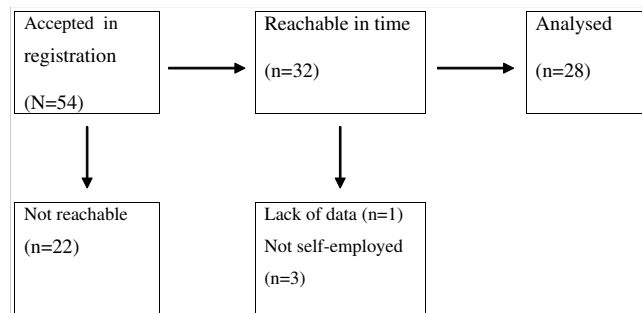 Accepted in
registration
(N=54)
Reachable in time
(n=32)
Analysed
(n=28)
Not reachable
(n=22)
Lack of data (n=1)
Not self-employed
(n=3)